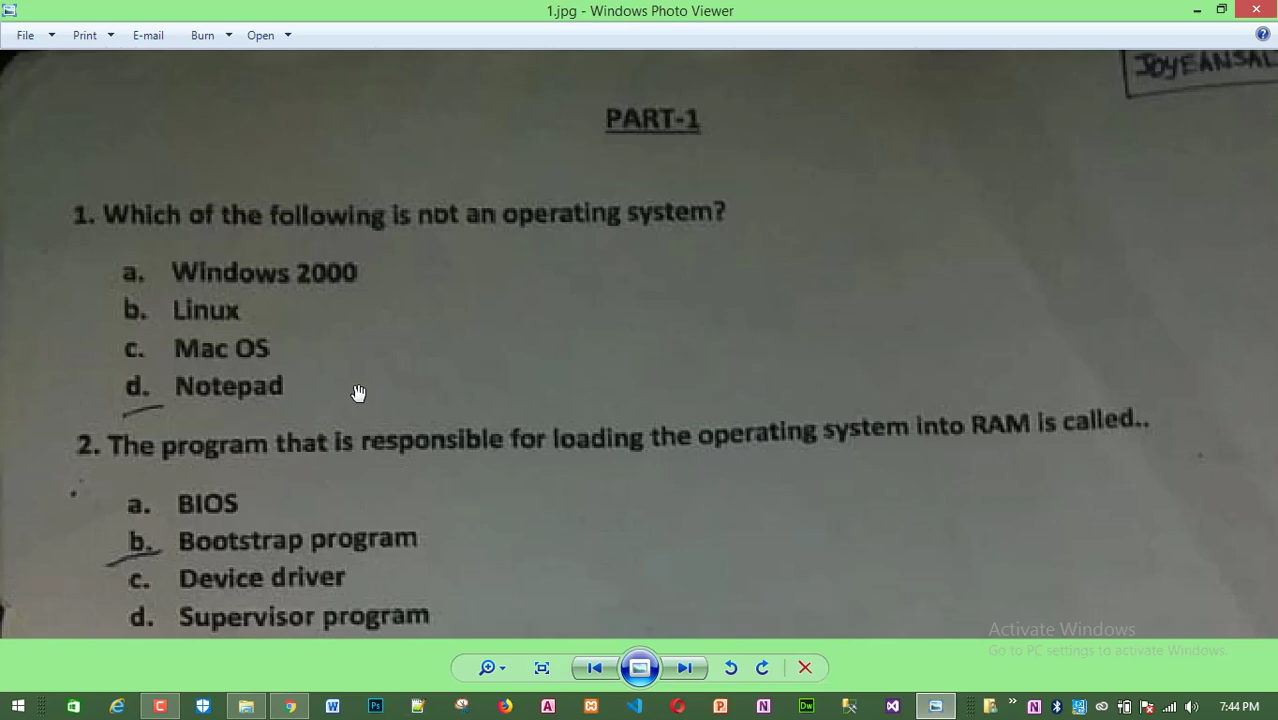 1.jpg - Windows Photo Viewer
File Print E-mail Burn Open
JOYEANSAL
PART-1
1. Which of the following is not an operating system?
a. Windows 2000
b. Linux
c. Mac OS
d. Notepad
2. The program that is responsible for loading the operating system into RAM is called..
a. BIOS
b. Bootstrap program
c. Device driver
d. Supervisor program
Activate Windows
Go to PC settings to activate Windows.
7:44 PM